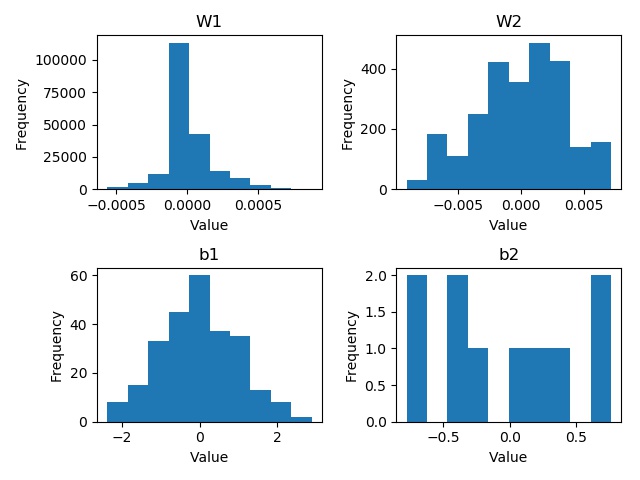 W1
Frequency
100000
75000
50000
25000
0
−0.0005 0.0000 0.0005
Value
W2
Frequency
400
200
0
−0.005 0.000 0.005
Value
b1
Frequency
60
40
20
0
−2 0 2
Value
b2
Frequency
2.0
1.5
1.0
0.5
0.0
−0.5 0.0 0.5
Value